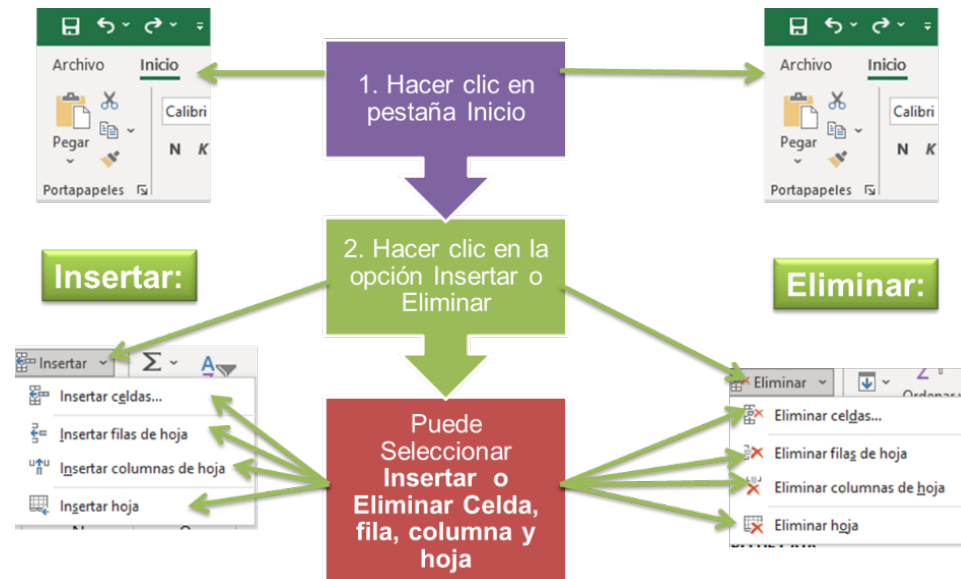 Archivo Inicio
Pegar
Calibri
N K
Portapapeles
1. Hacer clic en
pestaña Inicio
Archivo Inicio
Pegar
Calibri
N K
Portapapeles
Insertar:
2. Hacer clic en la
opción Insertar o
Eliminar
Eliminar:
Insertar
Insertar celdas...
Insertar filas de hoja
Insertar columnas de hoja
Insertar hoja
Puede
Seleccionar
Insertar o
Eliminar Celda,
fila, columna y
hoja
Eliminar
Eliminar celdas...
Eliminar filas de hoja
Eliminar columnas de hoja
Eliminar hoja